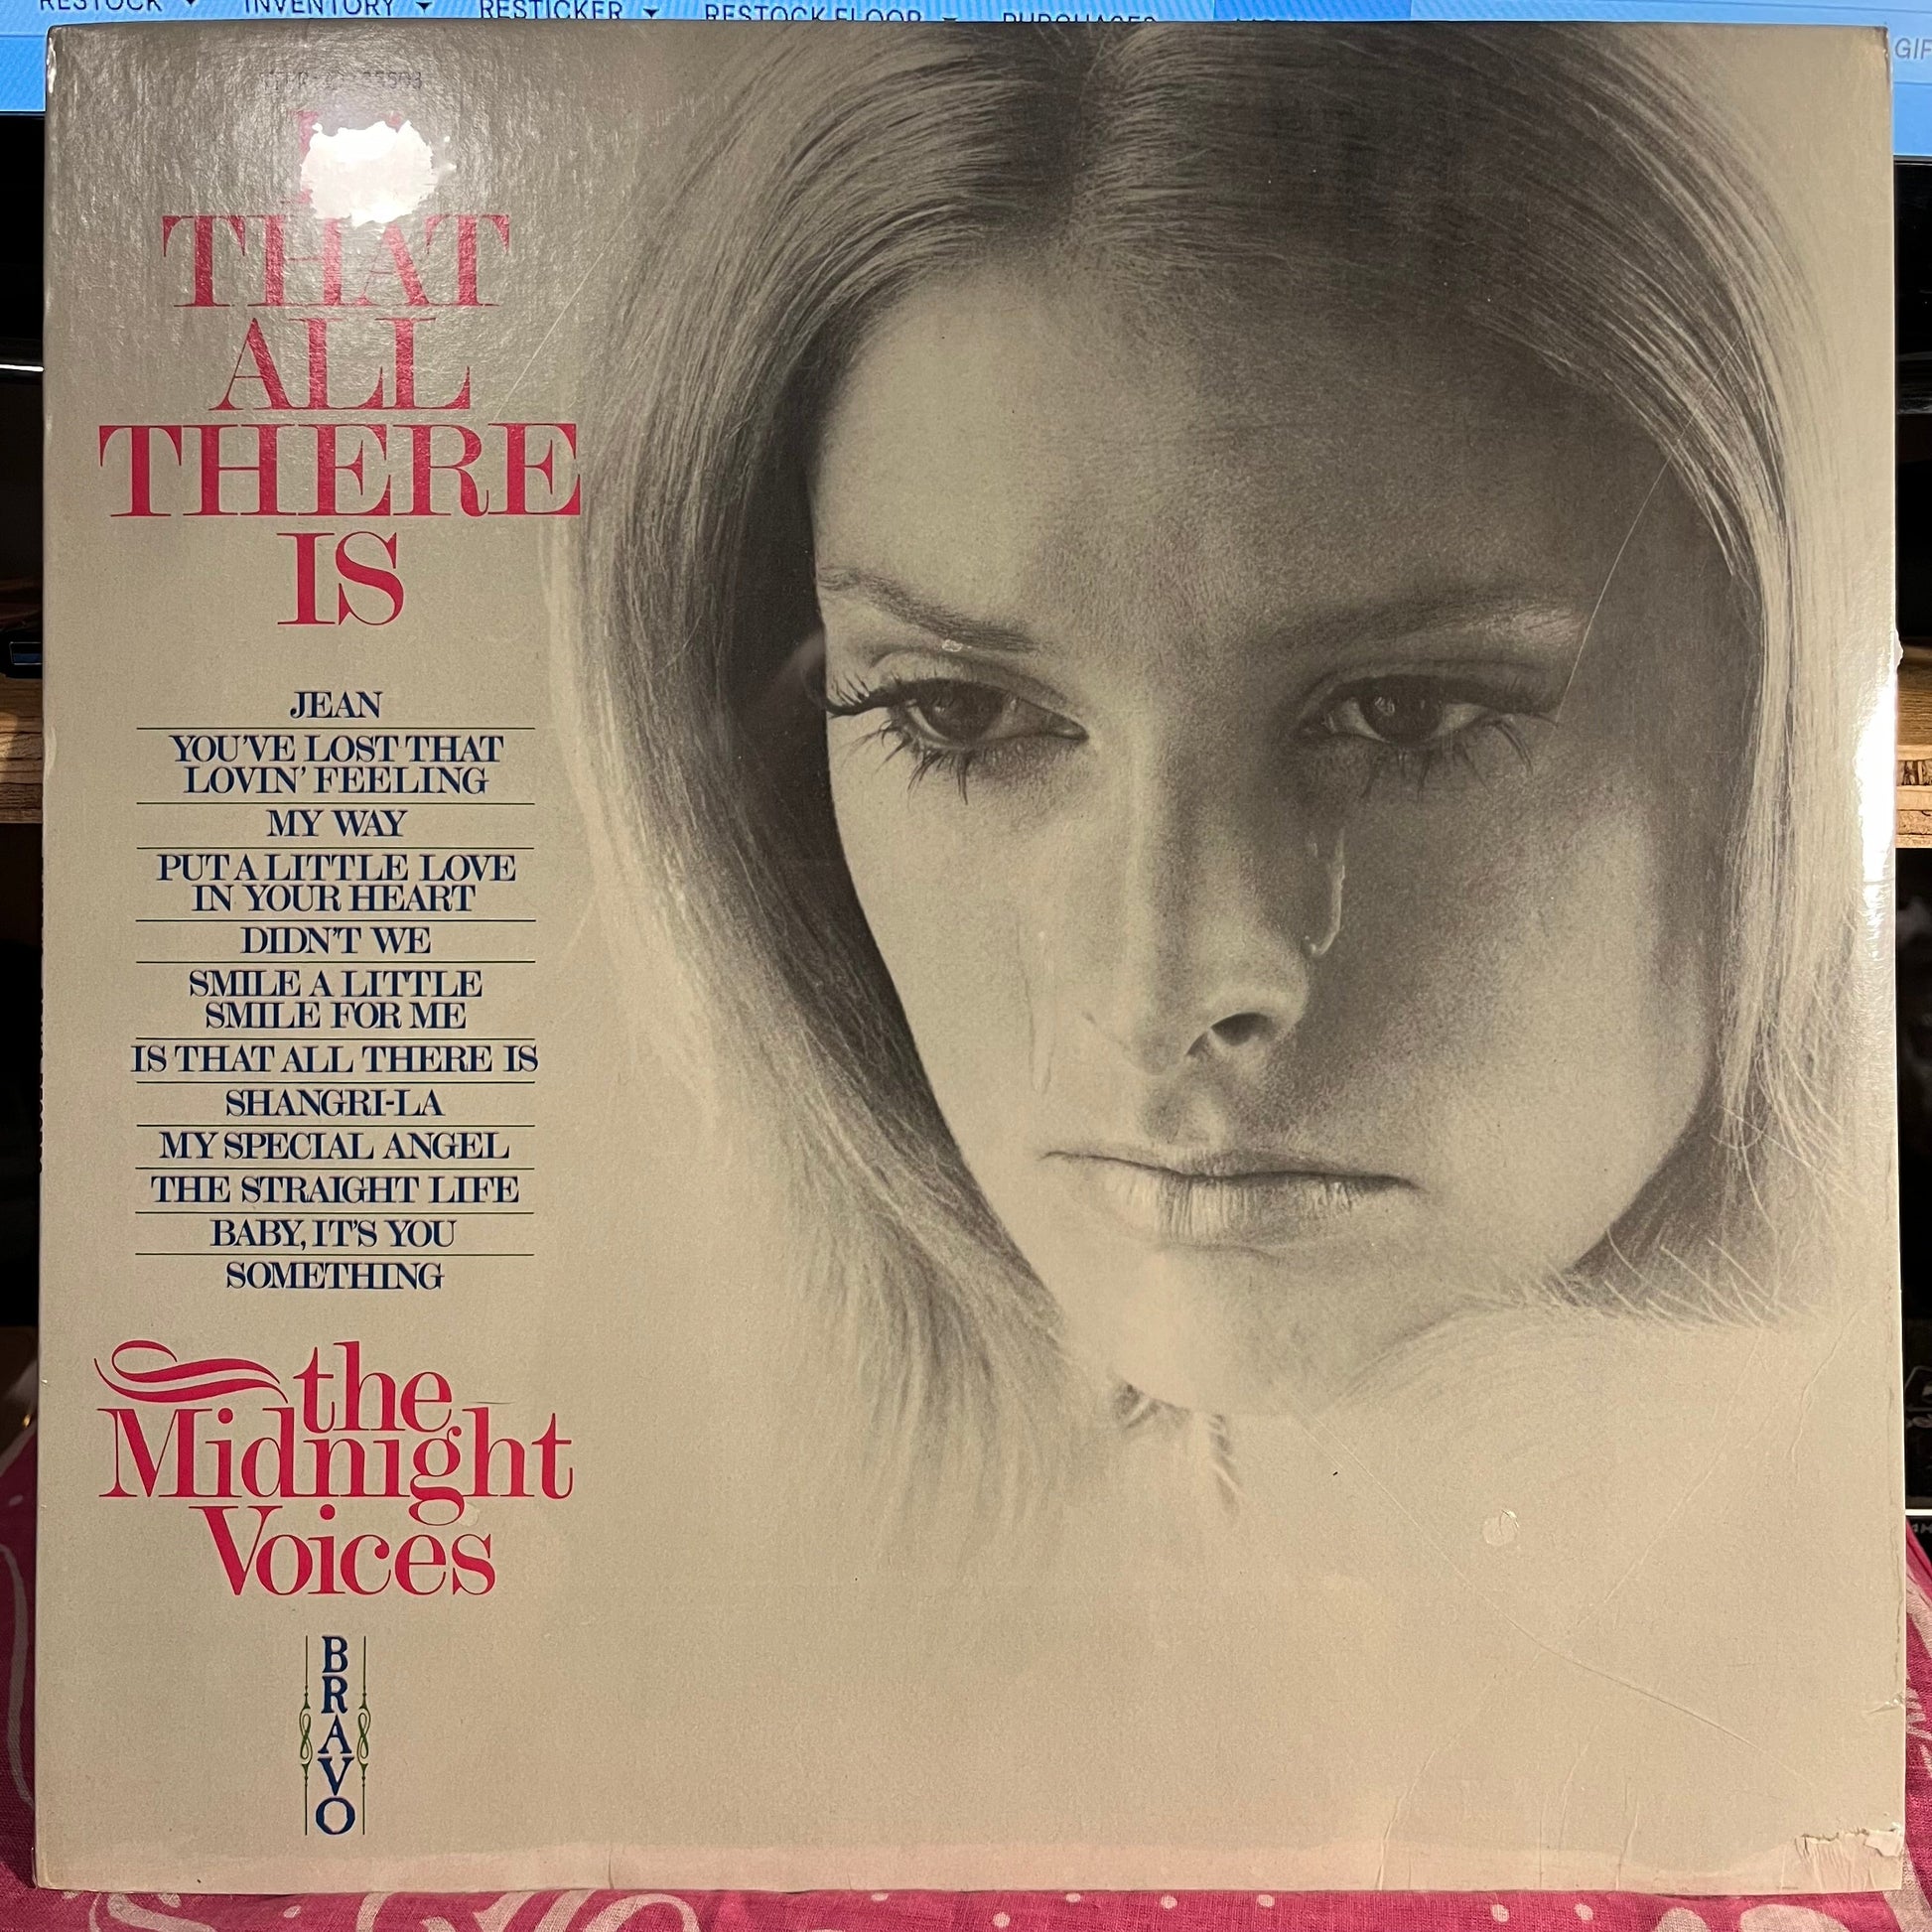 RESTOCK INVENTORY RESTICKER RESTOCK FLOOR PURCHASES
GIF
THAT
ALL
THERE
IS
JEAN
YOU'VE LOST THAT
LOVIN' FEELING
MY WAY
PUT A LITTLE LOVE
IN YOUR HEART
DIDN'T WE
SMILE A LITTLE
SMILE FOR ME
IS THAT ALL THERE IS
SHANGRI-LA
MY SPECIAL ANGEL
THE STRAIGHT LIFE
BABY, IT'S YOU
SOMETHING
the
Midnight
Voices
BRAVO